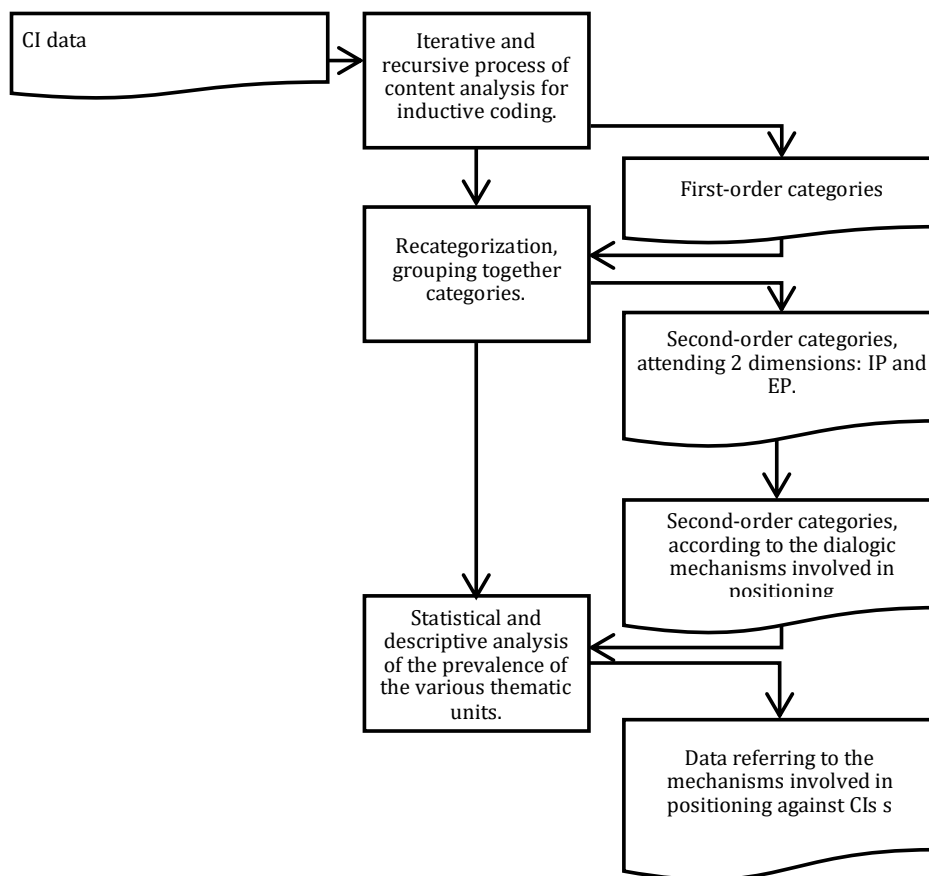 CI data
Iterative and
recursive process of
content analysis for
inductive coding.
First-order categories
Recategorization,
grouping together
categories.
Second-order categories,
attending 2 dimensions: IP and
EP.
Second-order categories,
according to the dialogic
mechanisms involved in
positioning
Statistical and
descriptive analysis
of the prevalence of
the various thematic
units.
Data referring to the
mechanisms involved in
positioning against CIs s